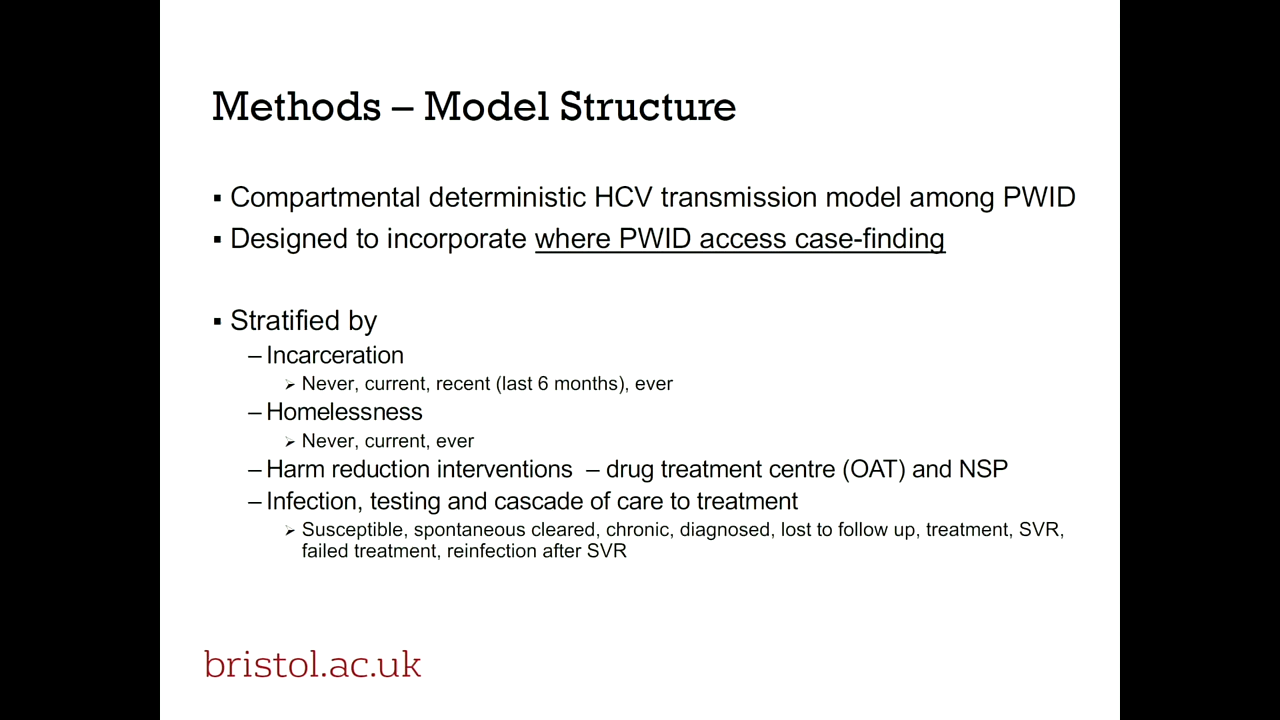 Methods – Model Structure
▪ Compartmental deterministic HCV transmission model among PWID
▪ Designed to incorporate where PWID access case-finding
▪ Stratified by
– Incarceration
➢ Never, current, recent (last 6 months), ever
– Homelessness
➢ Never, current, ever
– Harm reduction interventions – drug treatment centre (OAT) and NSP
– Infection, testing and cascade of care to treatment
➢ Susceptible, spontaneous cleared, chronic, diagnosed, lost to follow up, treatment, SVR,
failed treatment, reinfection after SVR
bristol.ac.uk